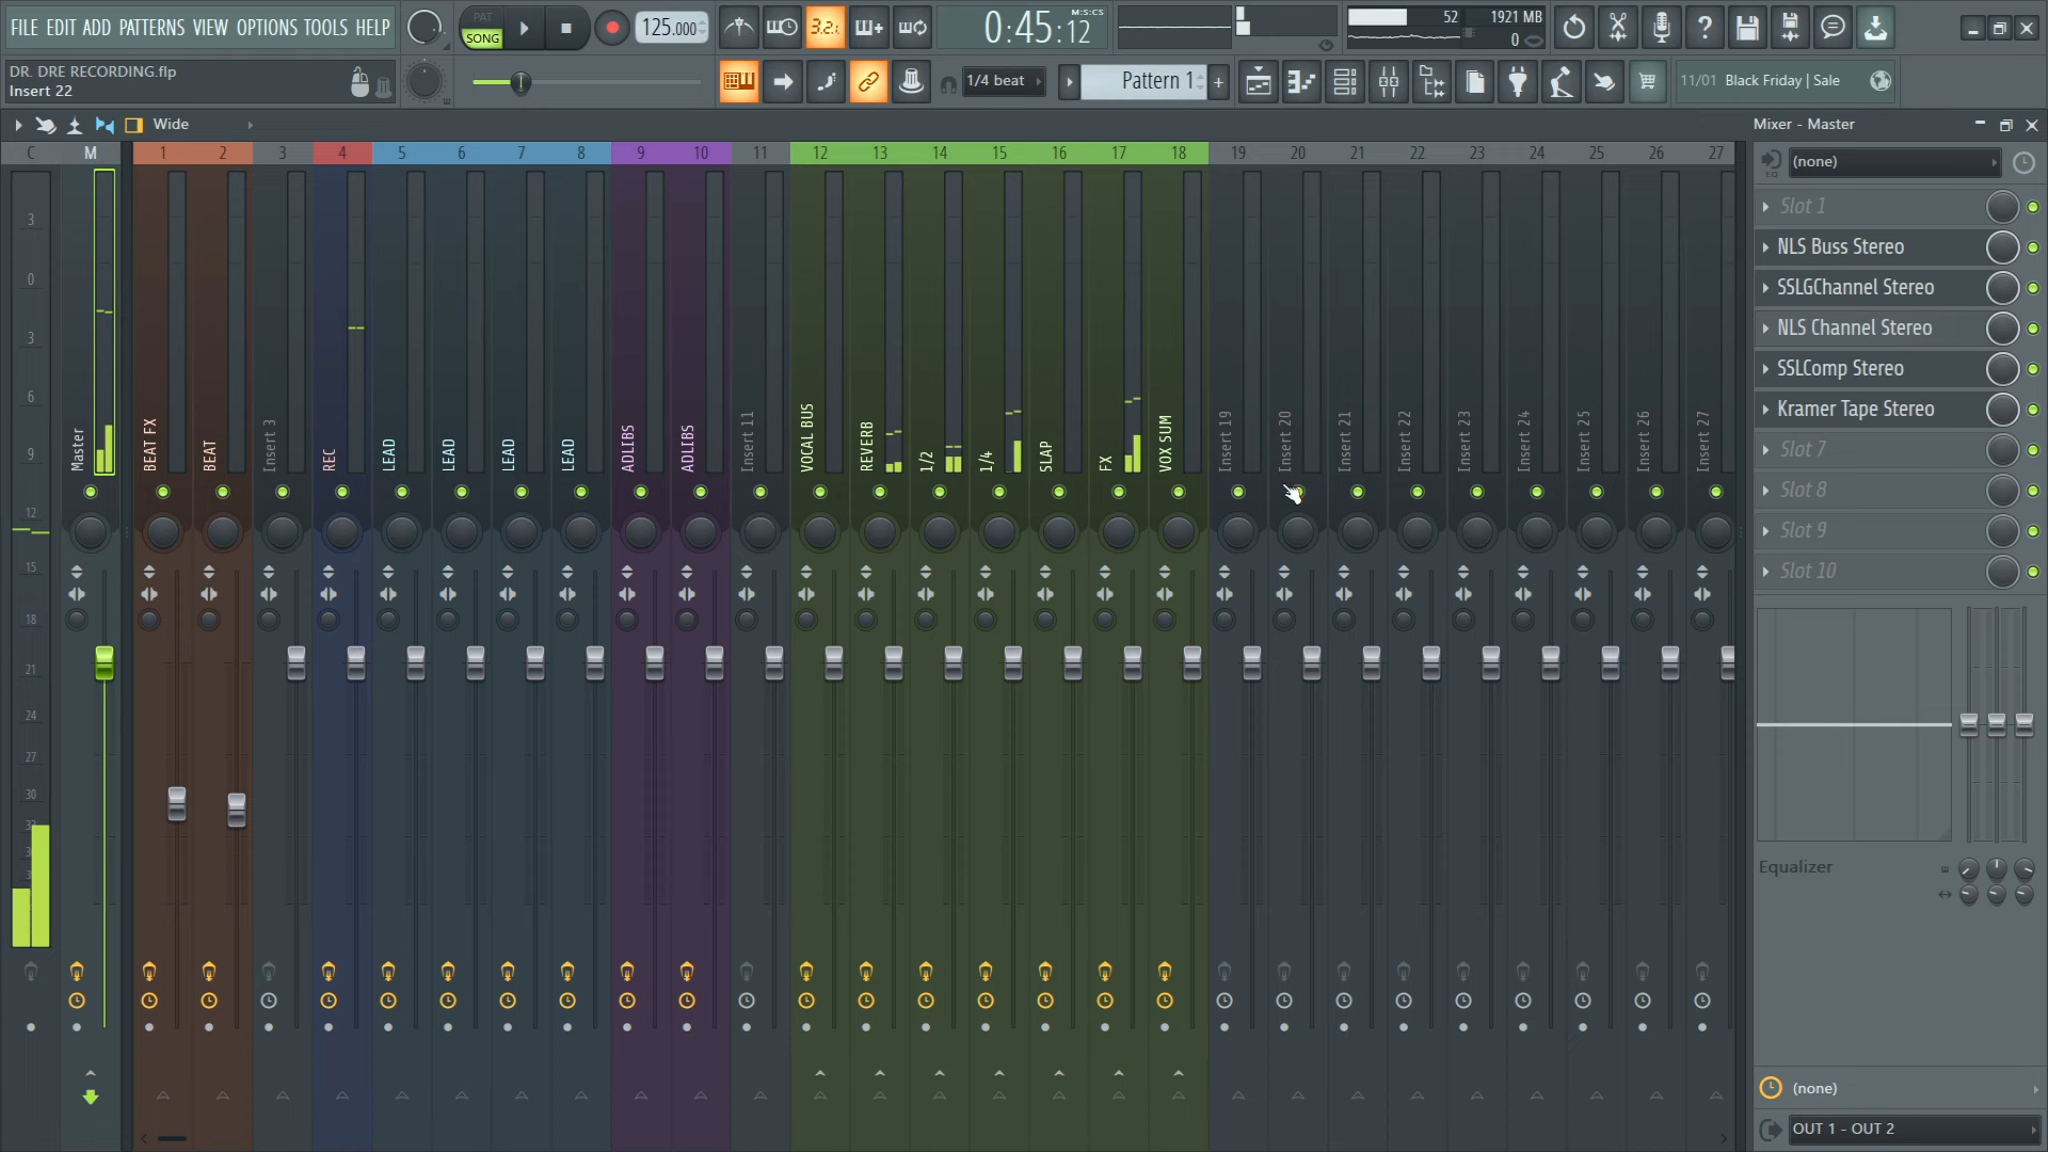 FILE EDIT ADD PATTERNS VIEW OPTIONS TOOLS HELP
PAT
SONG
125.000
3.2.
0:45:12
M:S:CS
52
1921 MB
0
DR. DRE RECORDING.flp
Insert 22
1/4 beat
Pattern 1
+
11/01 Black Friday | Sale
Wide
Mixer - Master
C M 1 2 3 4 5 6 7 8 9 10 11 12 13 14 15 16 17 18 19 20 21 22 23 24 25 26 27
3
0
3
6
9
12
15
18
21
24
27
30
Master
BEAT FX
BEAT
Insert 3
REC
LEAD
LEAD
LEAD
LEAD
ADLIBS
ADLIBS
Insert 11
VOCAL BUS
REVERB
1/2
1/4
SLAP
FX
VOX SUM
Insert 19
Insert 20
Insert 21
Insert 22
Insert 23
Insert 24
Insert 25
Insert 26
Insert 27
(none)
EQ
Slot 1
NLS Buss Stereo
SSLGChannel Stereo
NLS Channel Stereo
SSLComp Stereo
Kramer Tape Stereo
Slot 7
Slot 8
Slot 9
Slot 10
Equalizer
(none)
OUT 1 - OUT 2